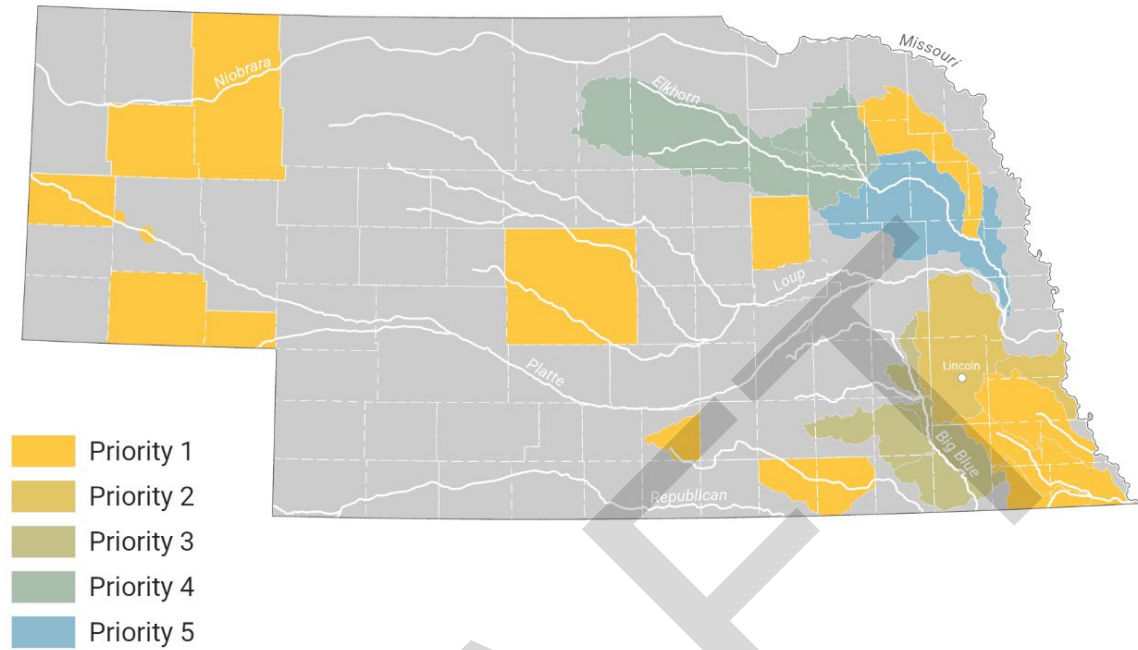 Missouri
Niobrara
Elkhorn
Loup
Platte
Lincoln
Big Blue
Republican
Priority 1
Priority 2
Priority 3
Priority 4
Priority 5